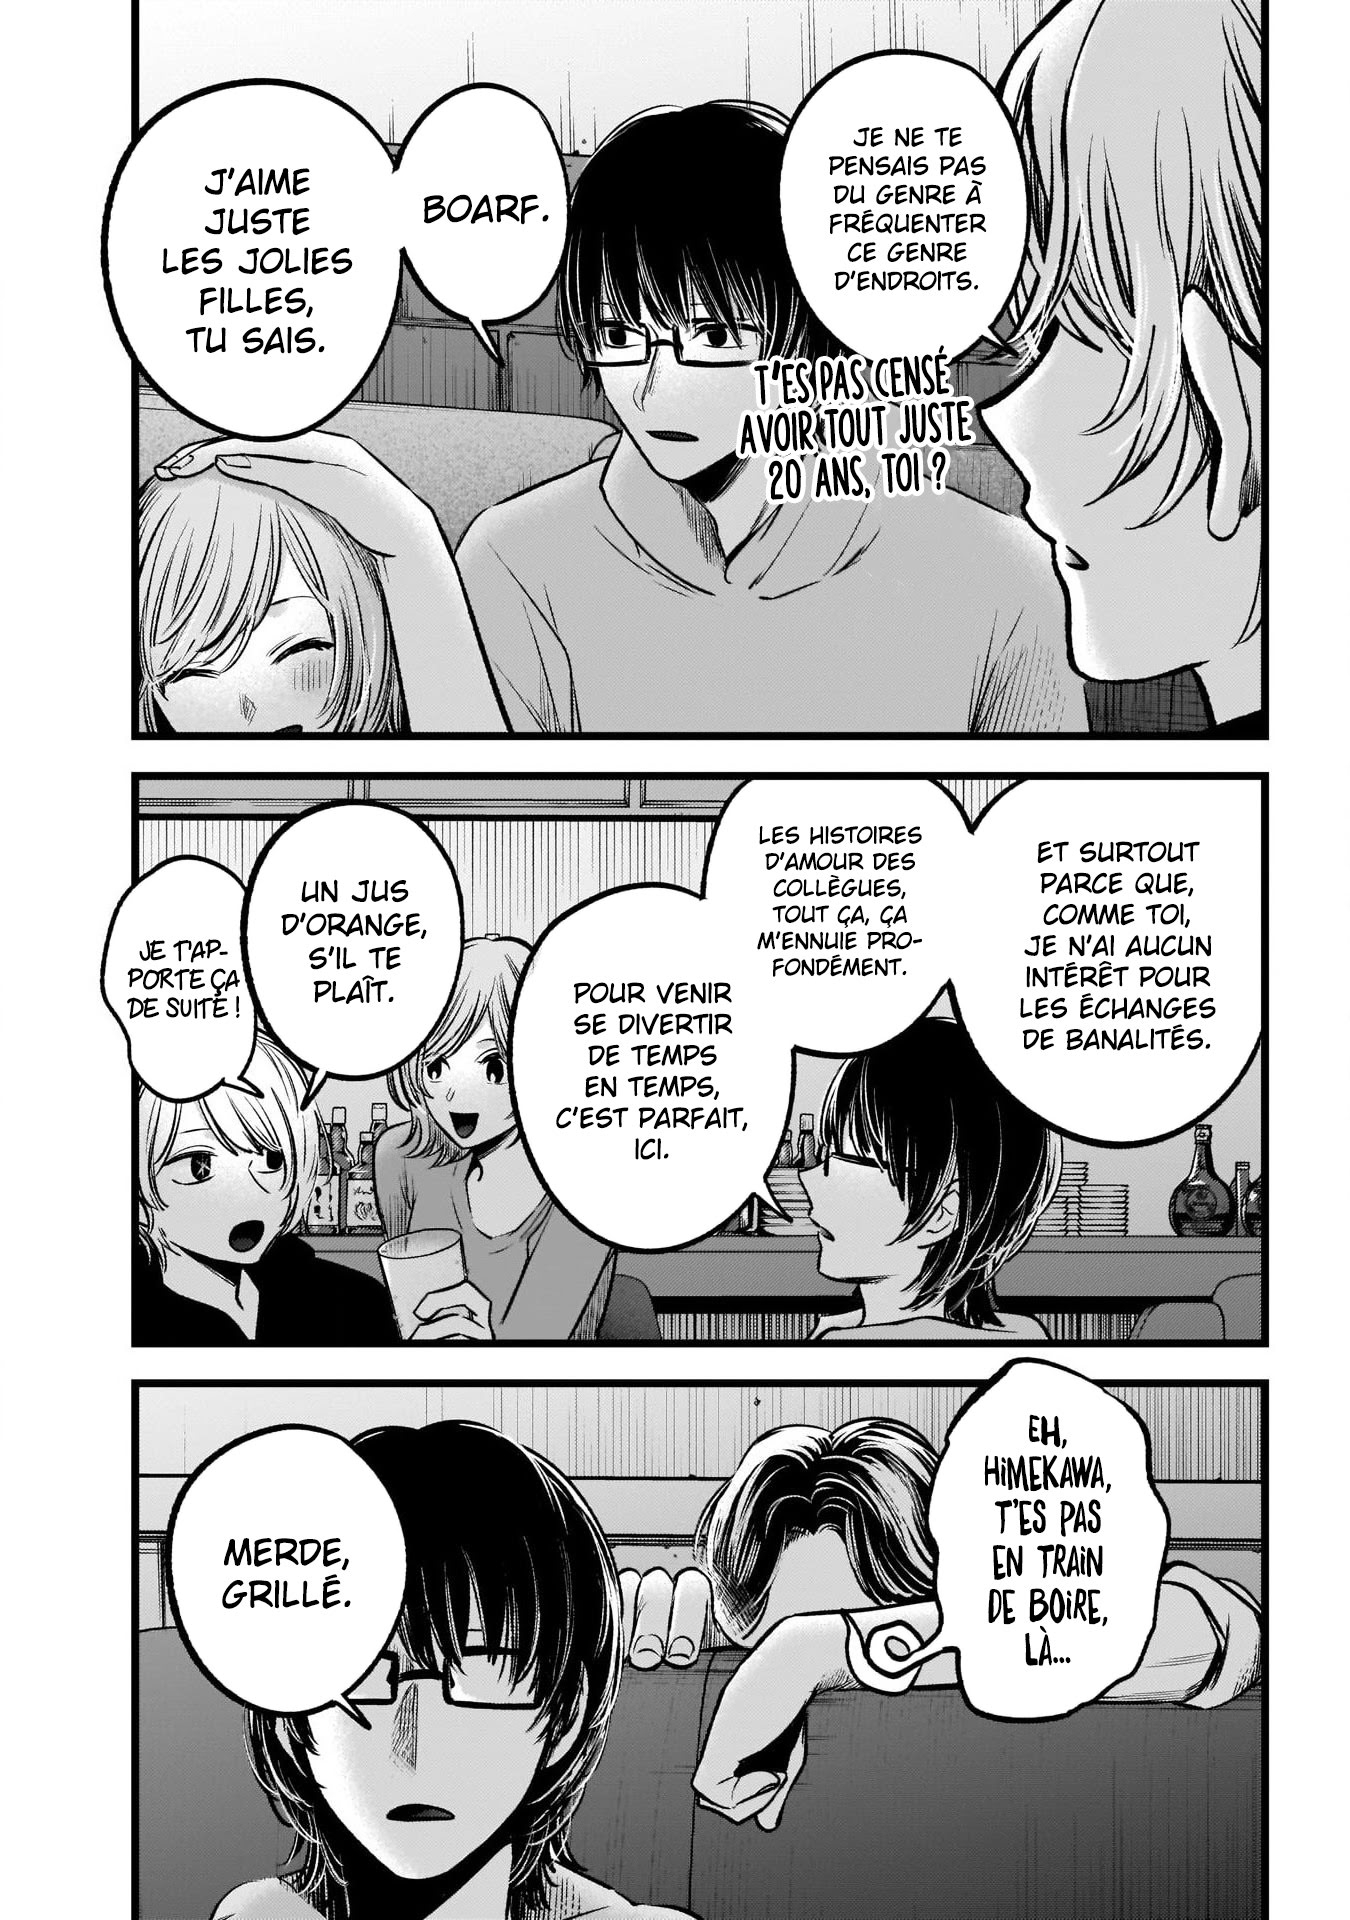 JE NE TE
PENSAIS PAS
DU GENRE À
FRÉQUENTER
CE GENRE
D'ENDROITS.
T'ES PAS CENSÉ
AVOIR TOUT JUSTE
20 ANS, TOI ?
BOARF.
J'AIME
JUSTE
LES JOLIES
FILLES,
TU SAIS.
ET SURTOUT
PARCE QUE,
COMME TOI,
JE N'AI AUCUN
INTÉRÊT POUR
LES ÉCHANGES
DE BANALITÉS.
LES HISTOIRES
D'AMOUR DES
COLLÈGUES,
TOUT ÇA, ÇA
M'ENNUIE PRO-
FONDÉMENT.
POUR VENIR
SE DIVERTIR
DE TEMPS
EN TEMPS,
C'EST PARFAIT,
ICI.
UN JUS
D'ORANGE,
S'IL TE
PLAÎT.
JE T'AP-
PORTE ÇA
DE SUITE !
EH,
HIMEKAWA,
T'ES PAS
EN TRAIN
DE BOIRE,
LÀ...
MERDE,
GRILLÉ.